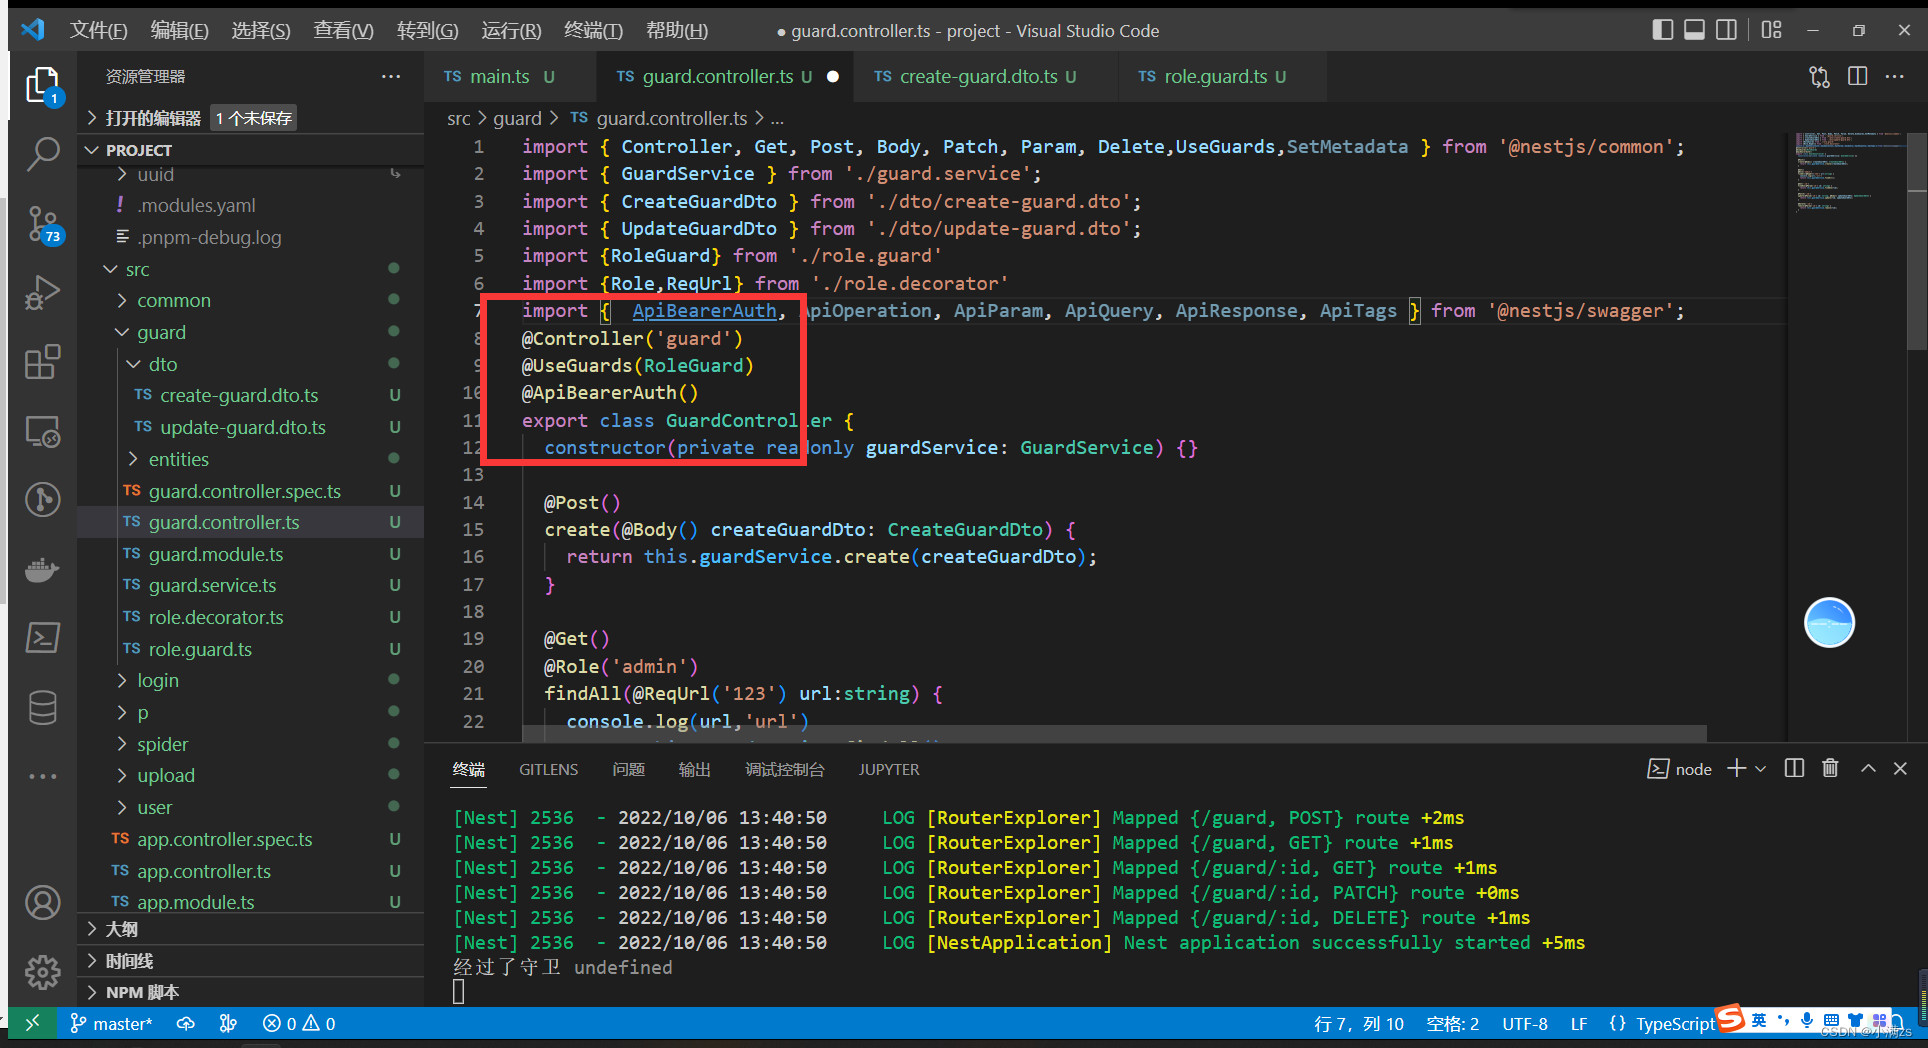 文件(F) 编辑(E) 选择(S) 查看(V) 转到(G) 运行(R) 终端(T) 帮助(H)
● guard.controller.ts - project - Visual Studio Code
资源管理器 ...
TS main.ts U
TS guard.controller.ts U ●
TS create-guard.dto.ts U
TS role.guard.ts U
1
打开的编辑器 1 个未保存
PROJECT
uuid
.modules.yaml
.pnpm-debug.log
73
src
common
guard
dto
TS create-guard.dto.ts U
TS update-guard.dto.ts U
entities
TS guard.controller.spec.ts U
TS guard.controller.ts U
TS guard.module.ts U
TS guard.service.ts U
TS role.decorator.ts U
TS role.guard.ts U
login
p
spider
upload
user
TS app.controller.spec.ts U
TS app.controller.ts U
TS app.module.ts U
大纲
时间线
NPM 脚本
src > guard > TS guard.controller.ts > ...
1 import { Controller, Get, Post, Body, Patch, Param, Delete,UseGuards,SetMetadata } from '@nestjs/common';
2 import { GuardService } from './guard.service';
3 import { CreateGuardDto } from './dto/create-guard.dto';
4 import { UpdateGuardDto } from './dto/update-guard.dto';
5 import {RoleGuard} from './role.guard'
6 import {Role,ReqUrl} from './role.decorator'
7 import {  ApiBearerAuth, ApiOperation, ApiParam, ApiQuery, ApiResponse, ApiTags } from '@nestjs/swagger';
8 @Controller('guard')
9 @UseGuards(RoleGuard)
10 @ApiBearerAuth()
11 export class GuardController {
12 constructor(private readonly guardService: GuardService) {}
13
14 @Post()
15 create(@Body() createGuardDto: CreateGuardDto) {
16 return this.guardService.create(createGuardDto);
17 }
18
19 @Get()
20 @Role('admin')
21 findAll(@ReqUrl('123') url:string) {
22 console.log(url,'url')
终端 GITLENS 问题 输出 调试控制台 JUPYTER
node
[Nest] 2536  - 2022/10/06 13:40:50     LOG [RouterExplorer] Mapped {/guard, POST} route +2ms
[Nest] 2536  - 2022/10/06 13:40:50     LOG [RouterExplorer] Mapped {/guard, GET} route +1ms
[Nest] 2536  - 2022/10/06 13:40:50     LOG [RouterExplorer] Mapped {/guard/:id, GET} route +1ms
[Nest] 2536  - 2022/10/06 13:40:50     LOG [RouterExplorer] Mapped {/guard/:id, PATCH} route +0ms
[Nest] 2536  - 2022/10/06 13:40:50     LOG [RouterExplorer] Mapped {/guard/:id, DELETE} route +1ms
[Nest] 2536  - 2022/10/06 13:40:50     LOG [NestApplication] Nest application successfully started +5ms
经过了守卫 undefined
master* 0 0
行 7，列 10 空格: 2 UTF-8 LF {} TypeScript
英
CSDN @小满zs